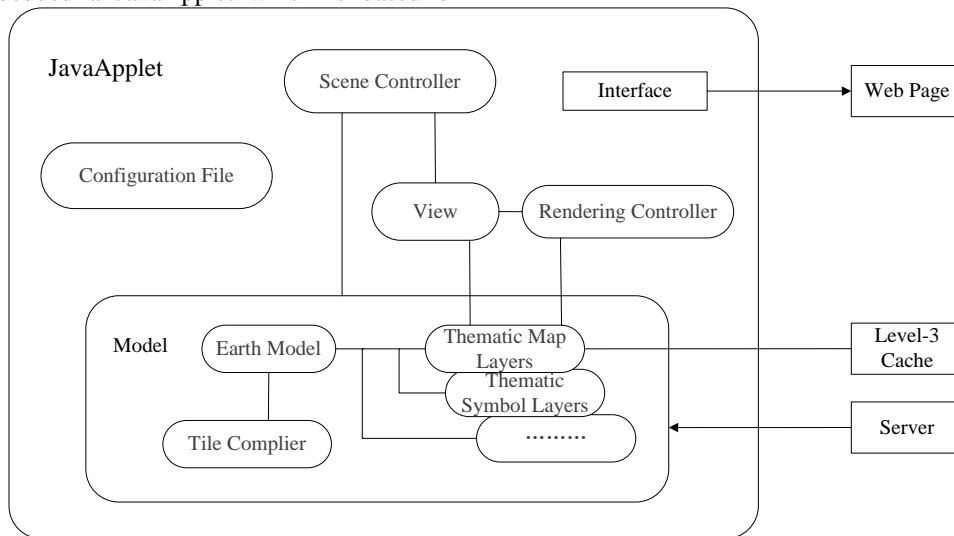 JavaApplet
Scene Controller
Interface
Web Page
Configuration File
View
Rendering Controller
Model
Earth Model
Thematic Map
Layers
Level-3
Cache
Thematic
Symbol Layers
Tile Complier
………
Server